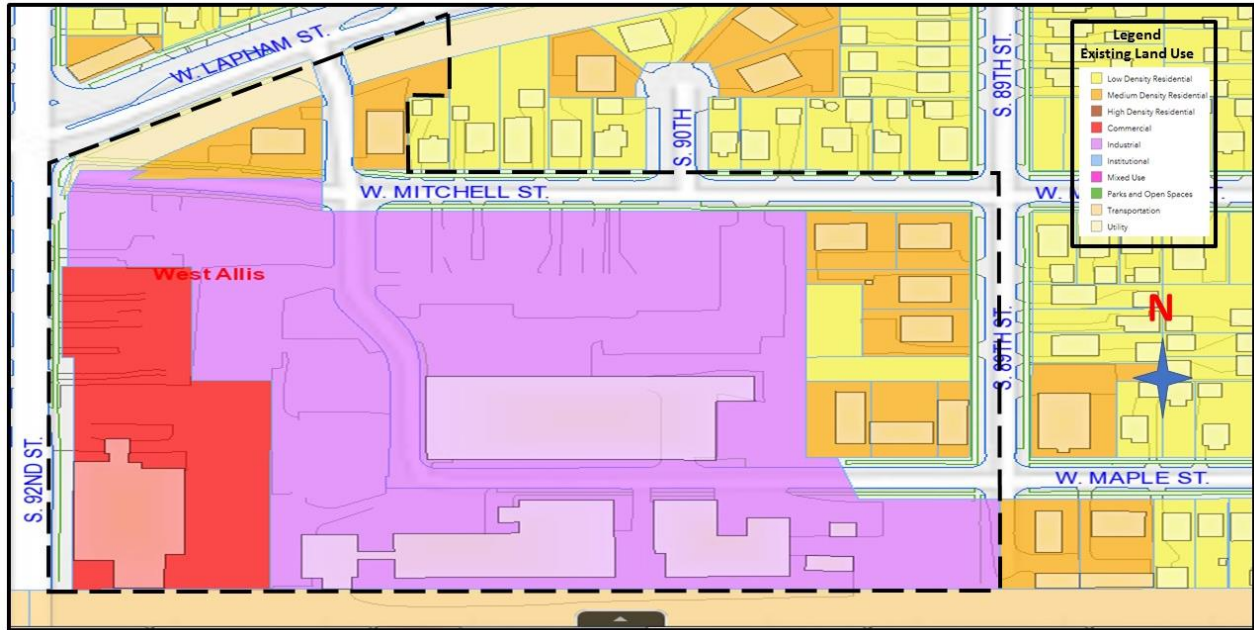 W. LAPHAM ST.
S. 89TH ST.
Legend
Existing Land Use
Low Density Residential
Medium Density Residential
High Density Residential
Commercial
Industrial
Institutional
Mixed Use
Parks and Open Spaces
Transportation
Utility
S. 90TH
W. MITCHELL ST.
W.
T.
West Allis
N
S. 89TH ST.
S. 92ND ST.
W. MAPLE ST.